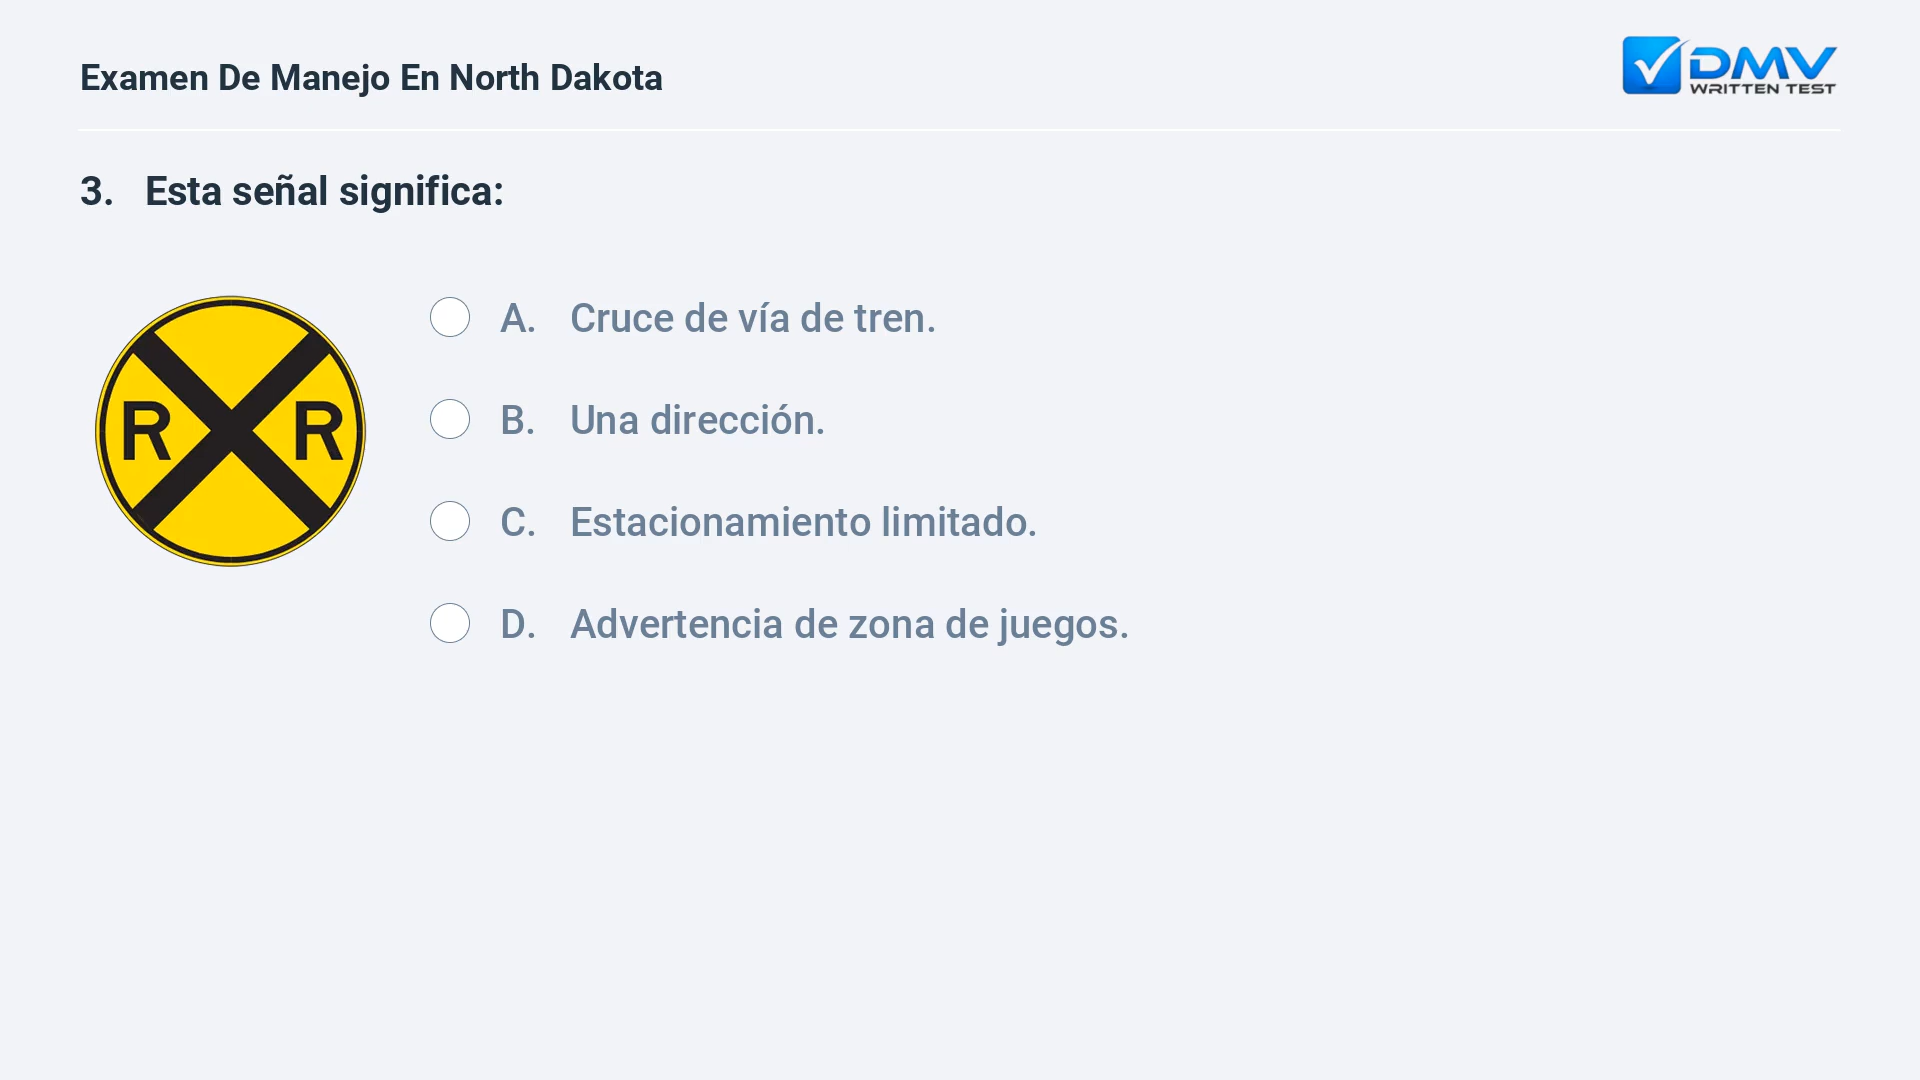 Examen De Manejo En North Dakota
DMV
WRITTEN TEST
3. Esta señal significa:
R R
A. Cruce de vía de tren.
B. Una dirección.
C. Estacionamiento limitado.
D. Advertencia de zona de juegos.